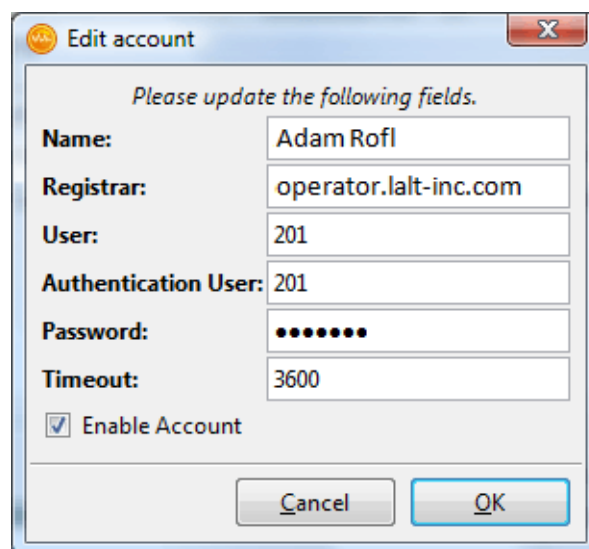 Edit account
Please update the following fields.
Name: Adam Rofl
Registrar: operator.lalt-inc.com
User: 201
Authentication User: 201
Password: •••••••
Timeout: 3600
Enable Account
Cancel OK